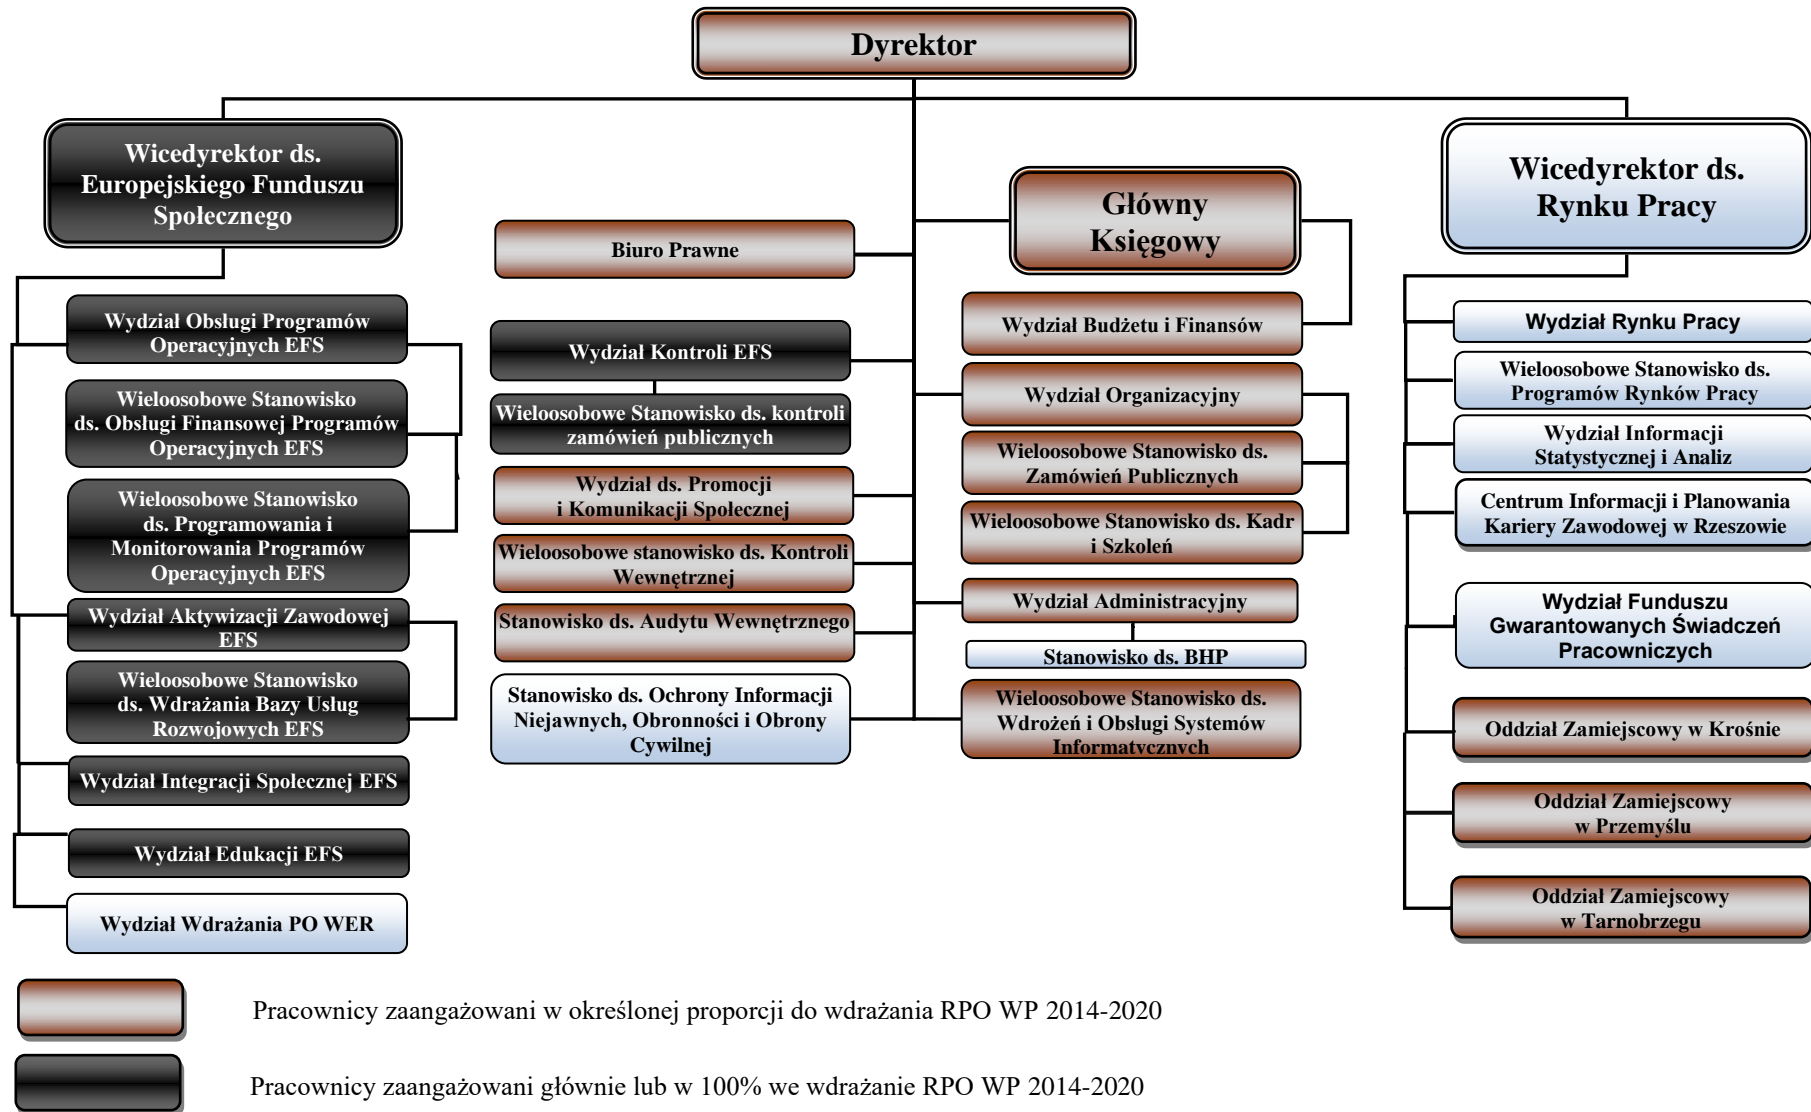 Dyrektor
Wicedyrektor ds.
Europejskiego Funduszu
Społecznego
Wydział Obsługi Programów
Operacyjnych EFS
Wieloosobowe Stanowisko
ds. Obsługi Finansowej Programów
Operacyjnych EFS
Wieloosobowe Stanowisko
ds. Programowania i
Monitorowania Programów
Operacyjnych EFS
Wydział Aktywizacji Zawodowej
EFS
Wieloosobowe Stanowisko
ds. Wdrażania Bazy Usług
Rozwojowych EFS
Wydział Integracji Społecznej EFS
Wydział Edukacji EFS
Wydział Wdrażania PO WER
Biuro Prawne
Wydział Kontroli EFS
Wieloosobowe Stanowisko ds. kontroli
zamówień publicznych
Wydział ds. Promocji
i Komunikacji Społecznej
Wieloosobowe stanowisko ds. Kontroli
Wewnętrznej
Stanowisko ds. Audytu Wewnętrznego
Stanowisko ds. Ochrony Informacji
Niejawnych, Obronności i Obrony
Cywilnej
Główny
Księgowy
Wydział Budżetu i Finansów
Wydział Organizacyjny
Wieloosobowe Stanowisko ds.
Zamówień Publicznych
Wieloosobowe Stanowisko ds. Kadr
i Szkoleń
Wydział Administracyjny
Stanowisko ds. BHP
Wieloosobowe Stanowisko ds.
Wdrożeń i Obsługi Systemów
Informatycznych
Wicedyrektor ds.
Rynku Pracy
Wydział Rynku Pracy
Wieloosobowe Stanowisko ds.
Programów Rynków Pracy
Wydział Informacji
Statystycznej i Analiz
Centrum Informacji i Planowania
Kariery Zawodowej w Rzeszowie
Wydział Funduszu
Gwarantowanych Świadczeń
Pracowniczych
Oddział Zamiejscowy w Krośnie
Oddział Zamiejscowy
w Przemyślu
Oddział Zamiejscowy
w Tarnobrzegu
Pracownicy zaangażowani w określonej proporcji do wdrażania RPO WP 2014-2020
Pracownicy zaangażowani głównie lub w 100% we wdrażanie RPO WP 2014-2020